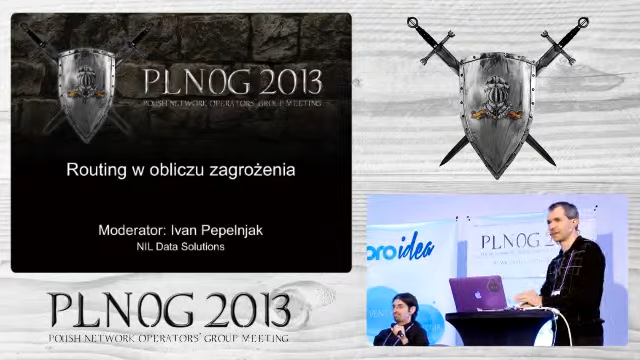 PLNOG 2013
POLISH NETWORK OPERATORS' GROUP MEETING
Routing w obliczu zagrożenia
Moderator: Ivan Pepelnjak
NIL Data Solutions
PLNOG 2013
POLISH NETWORK OPERATORS' GROUP MEETING
proidea
PLNOG 2